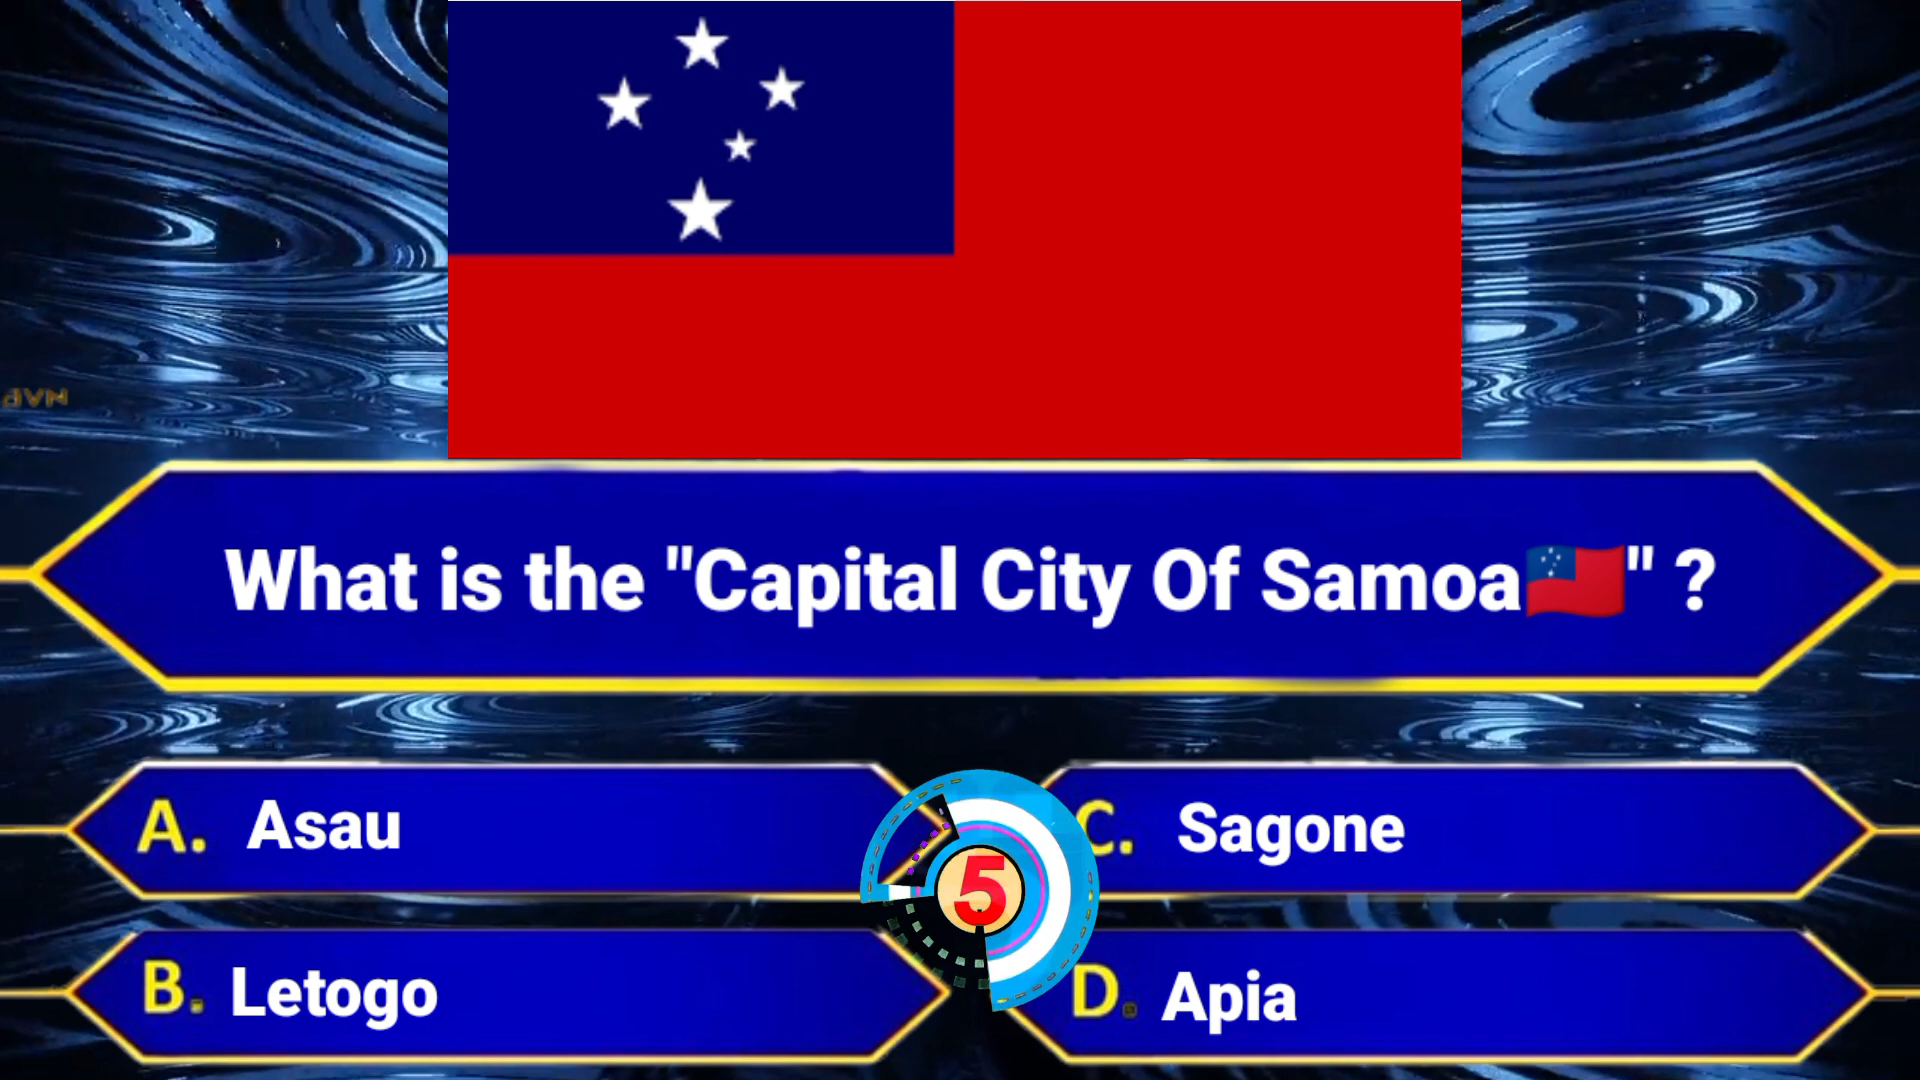 What is the "Capital City Of Samoa🇼🇸" ?
A. Asau
C. Sagone
5
B. Letogo
D. Apia